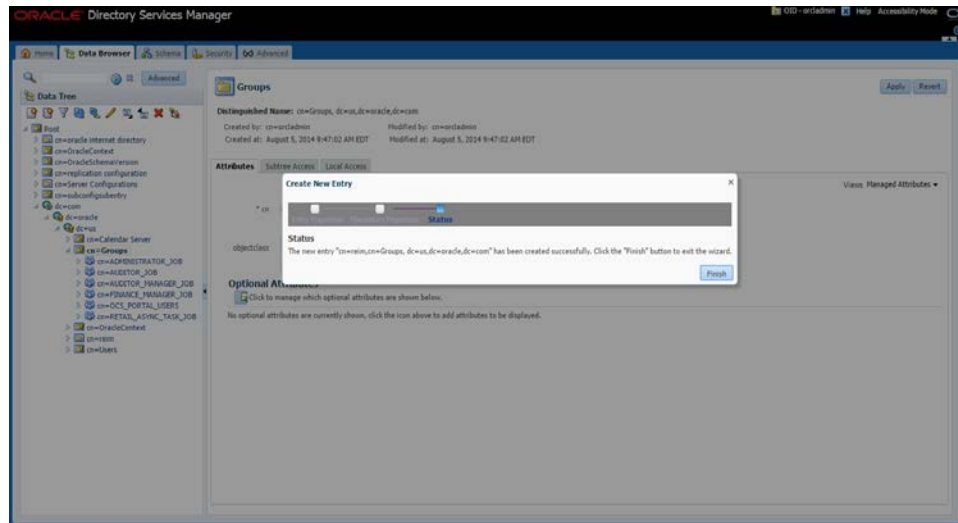 ORACLE Directory Services Manager
OID - orcladmin Help Accessibility Mode
Home Data Browser Schema Security Advanced
Advanced
Data Tree
Root
cn=oracle internet directory
cn=OracleContext
cn=OracleSchemaVersion
cn=replication configuration
cn=Server Configurations
cn=subconfigsubentry
dc=com
dc=oracle
dc=us
cn=Calendar Server
cn=Groups
cn=ADMINISTRATOR_JOB
cn=AUDITOR_JOB
cn=AUDITOR_MANAGER_JOB
cn=FINANCE_MANAGER_JOB
cn=OCS_PORTAL_USERS
cn=RETAIL_ASYNC_TASK_JOB
cn=OracleContext
cn=reim
cn=Users
Groups
Apply Revert
Distinguished Name: cn=Groups, dc=us,dc=oracle,dc=com
Created by: cn=orcladmin Modified by: cn=orcladmin
Created at: August 5, 2014 9:47:02 AM EDT Modified at: August 5, 2014 9:47:02 AM EDT
Attributes Subtree Access Local Access
Views Managed Attributes
* cn
objectclass
Create New Entry
Entry Properties Mandatory Properties Status
Status
The new entry "cn=reim,cn=Groups, dc=us,dc=oracle,dc=com" has been created successfully. Click the "Finish" button to exit the wizard.
Finish
Optional Attributes
Click to manage which optional attributes are shown below.
No optional attributes are currently shown, click the icon above to add attributes to be displayed.